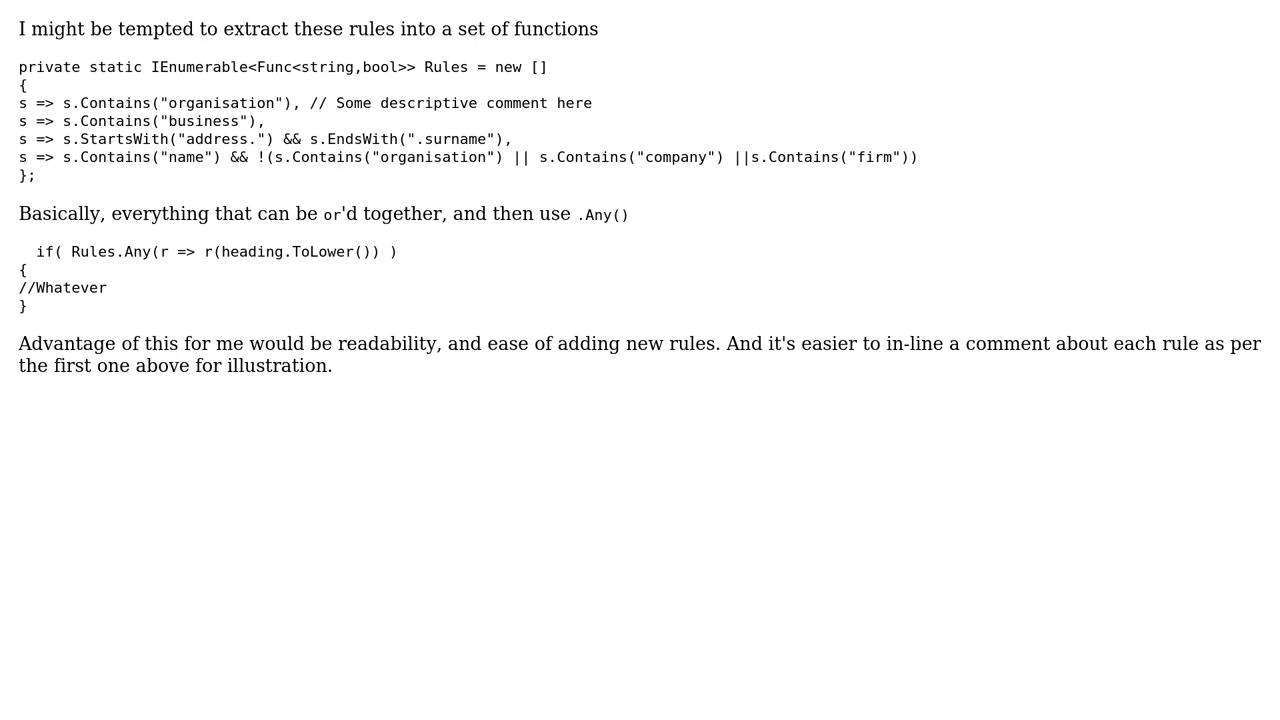 I might be tempted to extract these rules into a set of functions
private static IEnumerable<Func<string,bool>> Rules = new []
{
s => s.Contains("organisation"), // Some descriptive comment here
s => s.Contains("business"),
s => s.StartsWith("address.") && s.EndsWith(".surname"),
s => s.Contains("name") && !(s.Contains("organisation") || s.Contains("company") ||s.Contains("firm"))
};
Basically, everything that can be or'd together, and then use .Any()
  if( Rules.Any(r => r(heading.ToLower()) )
{
//Whatever
}
Advantage of this for me would be readability, and ease of adding new rules. And it's easier to in-line a comment about each rule as per
the first one above for illustration.